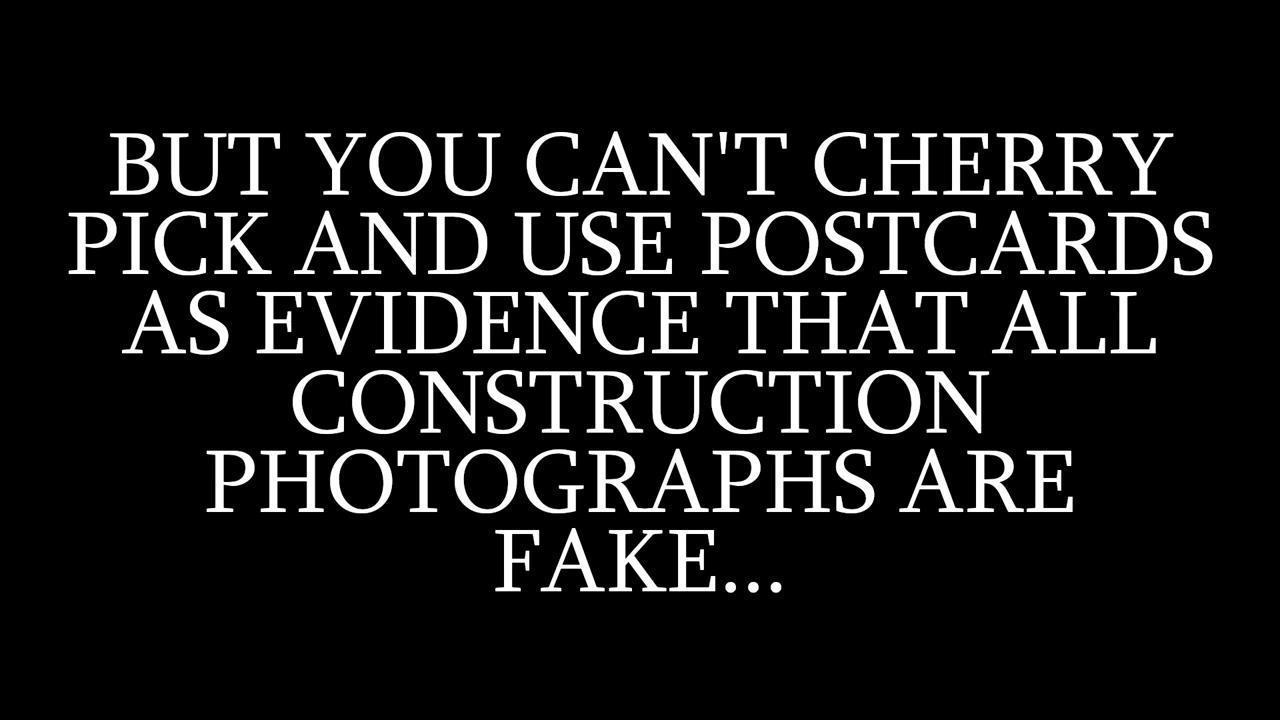 BUT YOU CAN'T CHERRY
PICK AND USE POSTCARDS
AS EVIDENCE THAT ALL
CONSTRUCTION
PHOTOGRAPHS ARE
FAKE...